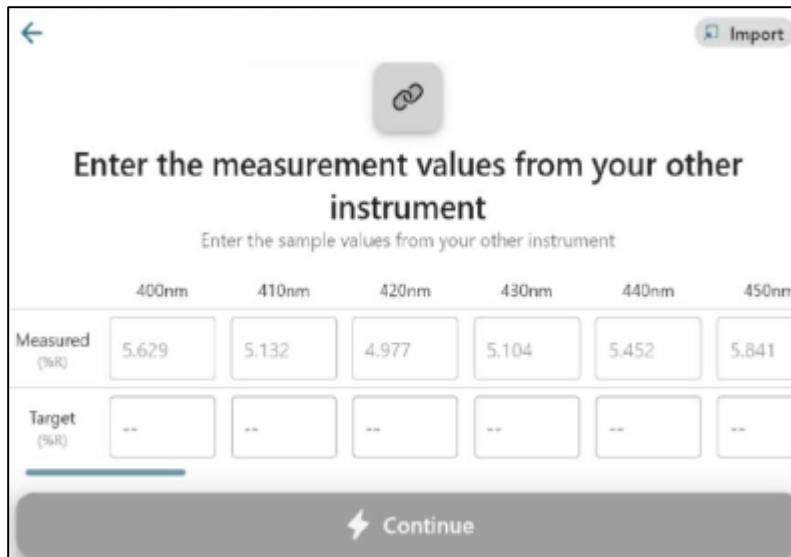 Import
Enter the measurement values from your other
instrument
Enter the sample values from your other instrument
400nm 410nm 420nm 430nm 440nm 450nm
Measured
(%R)
5.629 5.132 4.977 5.104 5.452 5.841
Target
(%R)
-- -- -- -- -- --
Continue